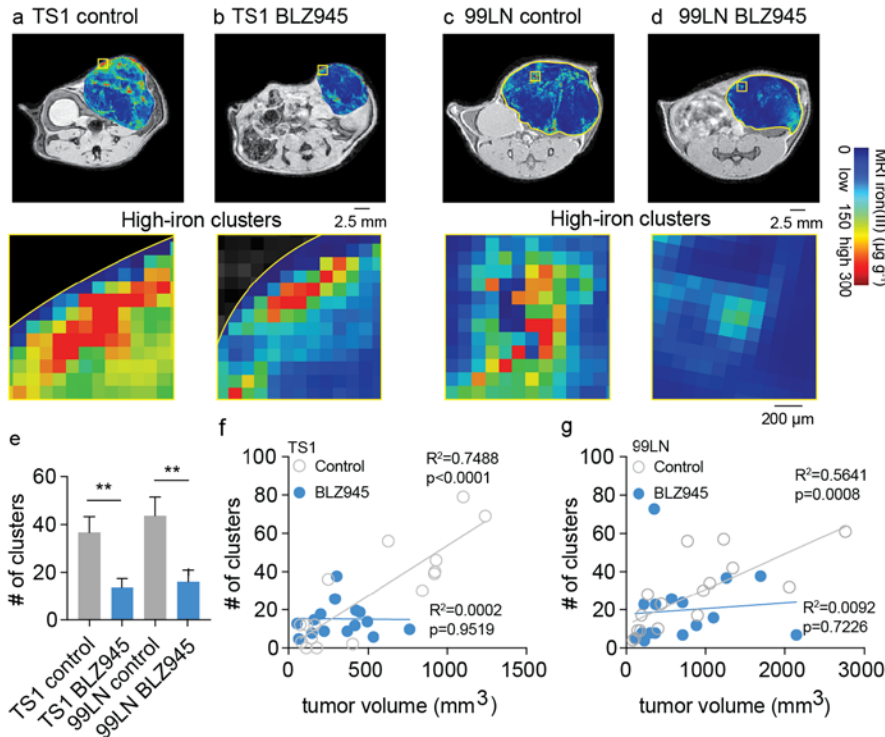 a TS1 control
b TS1 BLZ945
c 99LN control
d 99LN BLZ945
2.5 mm
2.5 mm
High-iron clusters
High-iron clusters
0 low 150 high 300
MRI iron(III) (µg g⁻¹)
200 µm
e
# of clusters
60
40
20
0
**
**
TS1 control
TS1 BLZ945
99LN control
99LN BLZ945
f
TS1
Control
BLZ945
R²=0.7488
p<0.0001
R²=0.0002
p=0.9519
# of clusters
100
80
60
40
20
0
0 500 1000 1500
tumor volume (mm³)
g
99LN
Control
BLZ945
R²=0.5641
p=0.0008
R²=0.0092
p=0.7226
# of clusters
100
80
60
40
20
0
0 1000 2000 3000
tumor volume (mm³)